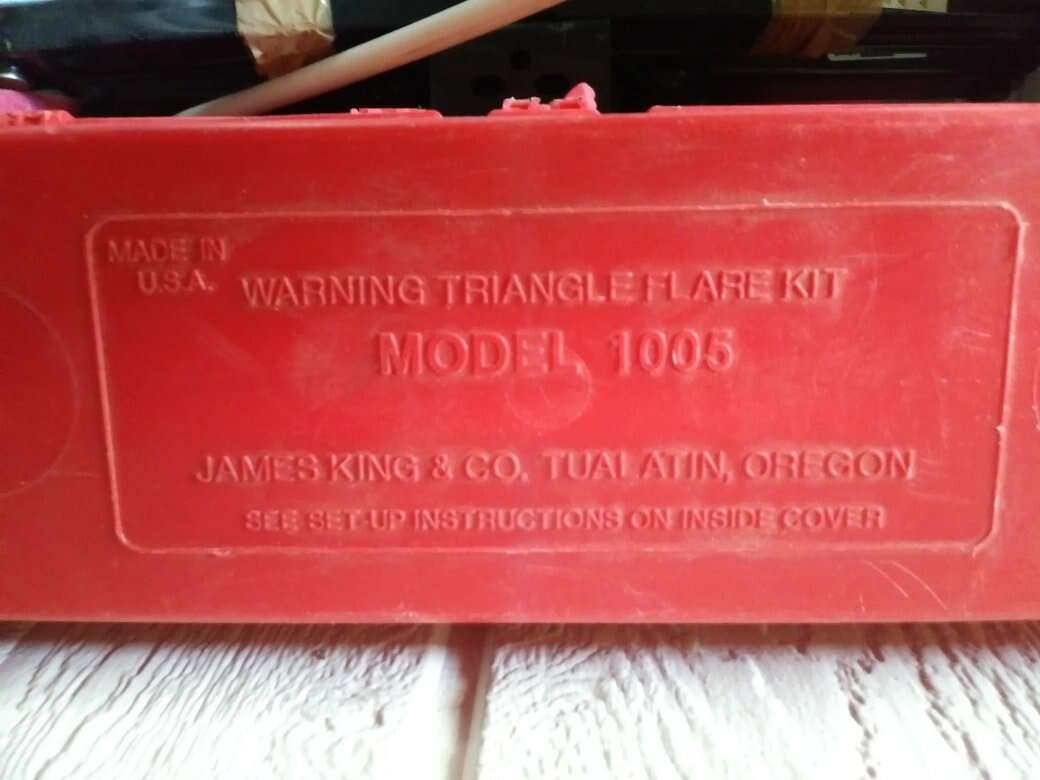 MADE IN
U.S.A.
WARNING TRIANGLE FLARE KIT
MODEL 1005
JAMES KING & CO. TUALATIN, OREGON
SEE SET-UP INSTRUCTIONS ON INSIDE COVER